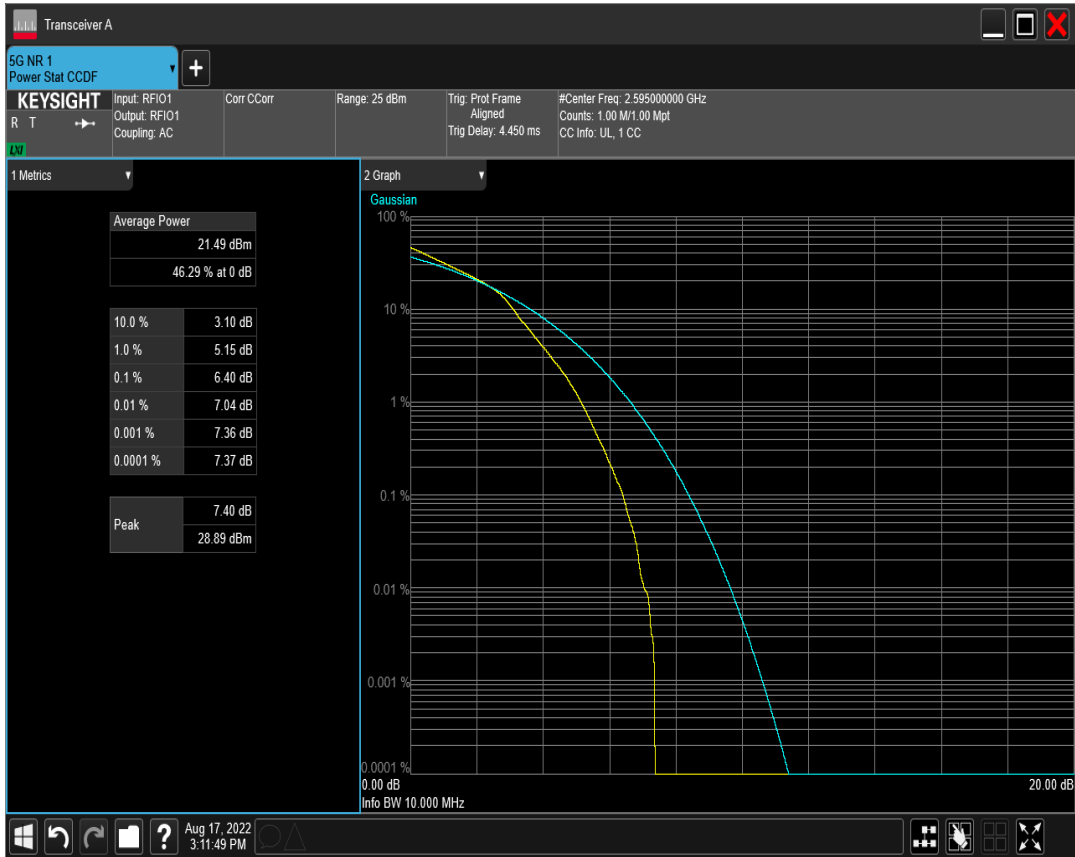 Transceiver A
5G NR 1
Power Stat CCDF
+
KEYSIGHT
R T
LXI
Input: RFIO1
Output: RFIO1
Coupling: AC
Corr CCorr
Range: 25 dBm
Trig: Prot Frame
Aligned
Trig Delay: 4.450 ms
#Center Freq: 2.595000000 GHz
Counts: 1.00 M/1.00 Mpt
CC Info: UL, 1 CC
1 Metrics
Average Power
21.49 dBm
46.29 % at 0 dB
10.0 % 3.10 dB
1.0 % 5.15 dB
0.1 % 6.40 dB
0.01 % 7.04 dB
0.001 % 7.36 dB
0.0001 % 7.37 dB
Peak 7.40 dB
28.89 dBm
2 Graph
Gaussian
100 %
10 %
1 %
0.1 %
0.01 %
0.001 %
0.0001 %
0.00 dB 20.00 dB
Info BW 10.000 MHz
?
Aug 17, 2022
3:11:49 PM